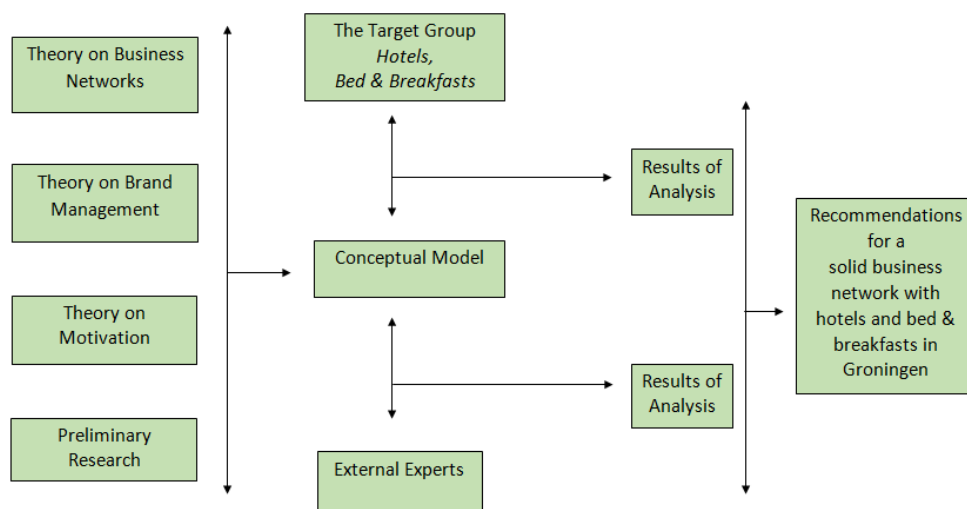 Theory on Business
Networks
Theory on Brand
Management
Theory on
Motivation
Preliminary
Research
The Target Group
Hotels,
Bed & Breakfasts
Conceptual Model
External Experts
Results of
Analysis
Results of
Analysis
Recommendations
for a
solid business
network with
hotels and bed &
breakfasts in
Groningen